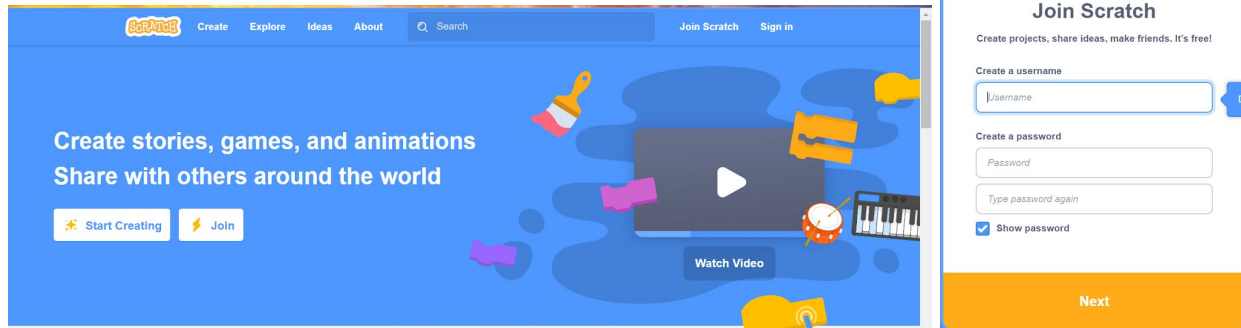 SCRATCH Create Explore Ideas About Search Join Scratch Sign in
Create stories, games, and animations
Share with others around the world
Start Creating Join
Watch Video
Join Scratch
Create projects, share ideas, make friends. It's free!
Create a username
Username
Create a password
Password
Type password again
Show password
Next